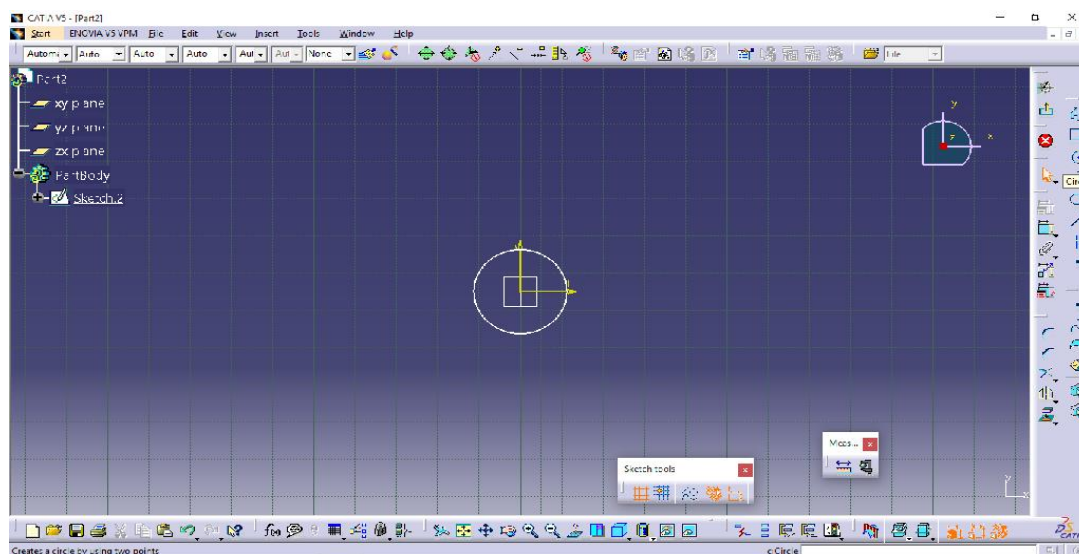 CATIA V5 - [Part2]
Start ENOVIA V5 VPM File Edit View Insert Tools Window Help
Auto Auto Auto None
Part2
xy plane
yz plane
zx plane
PartBody
Sketch.2
y
z
x
Sketch tools
Meas...
Creates a circle by using two points